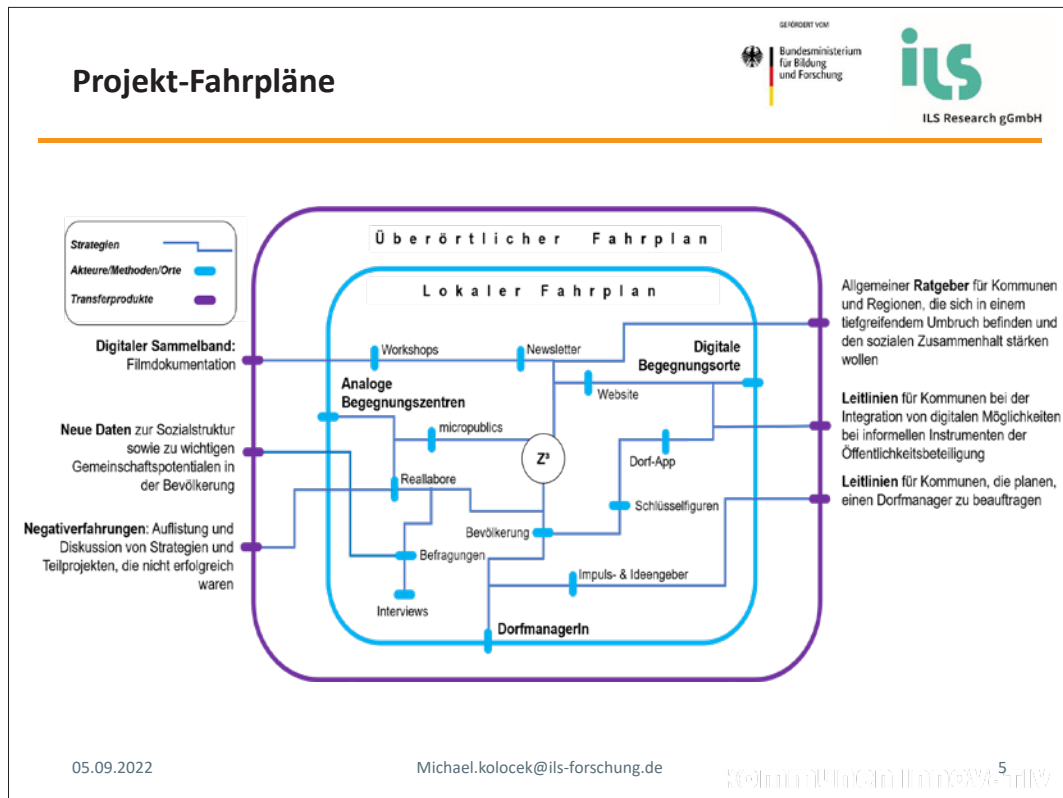 GEFÖRDERT VOM
Bundesministerium
für Bildung
und Forschung
ils
ILS Research gGmbH
Projekt-Fahrpläne
Strategien
Akteure/Methoden/Orte
Transferprodukte
Überörtlicher Fahrplan
Lokaler Fahrplan
Digitaler Sammelband:
Filmdokumentation
Neue Daten zur Sozialstruktur
sowie zu wichtigen
Gemeinschaftspotentialen in
der Bevölkerung
Negativerfahrungen: Auflistung und
Diskussion von Strategien und
Teilprojekten, die nicht erfolgreich
waren
Workshops
Newsletter
Digitale
Begegnungsorte
Website
Analoge
Begegnungszentren
micropublics
Z³
Dorf-App
Reallabore
Schlüsselfiguren
Bevölkerung
Befragungen
Impuls- & Ideengeber
Interviews
DorfmanagerIn
Allgemeiner Ratgeber für Kommunen
und Regionen, die sich in einem
tiefgreifendem Umbruch befinden und
den sozialen Zusammenhalt stärken
wollen
Leitlinien für Kommunen bei der
Integration von digitalen Möglichkeiten
bei informellen Instrumenten der
Öffentlichkeitsbeteiligung
Leitlinien für Kommunen, die planen,
einen Dorfmanager zu beauftragen
05.09.2022
Michael.kolocek@ils-forschung.de
5